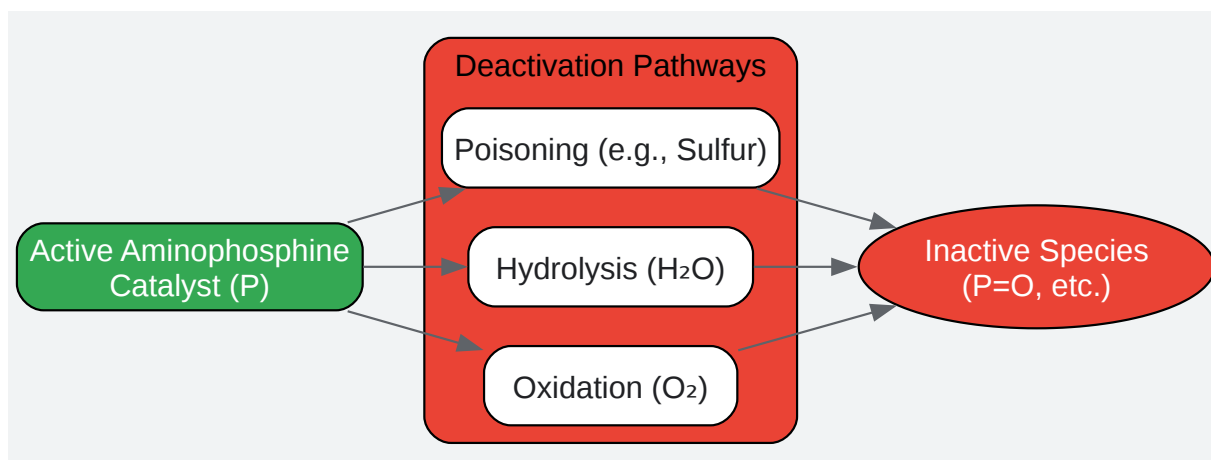 Deactivation Pathways
Poisoning (e.g., Sulfur)
Active Aminophosphine
Catalyst (P)
Hydrolysis (H₂O)
Inactive Species
(P=O, etc.)
Oxidation (O₂)